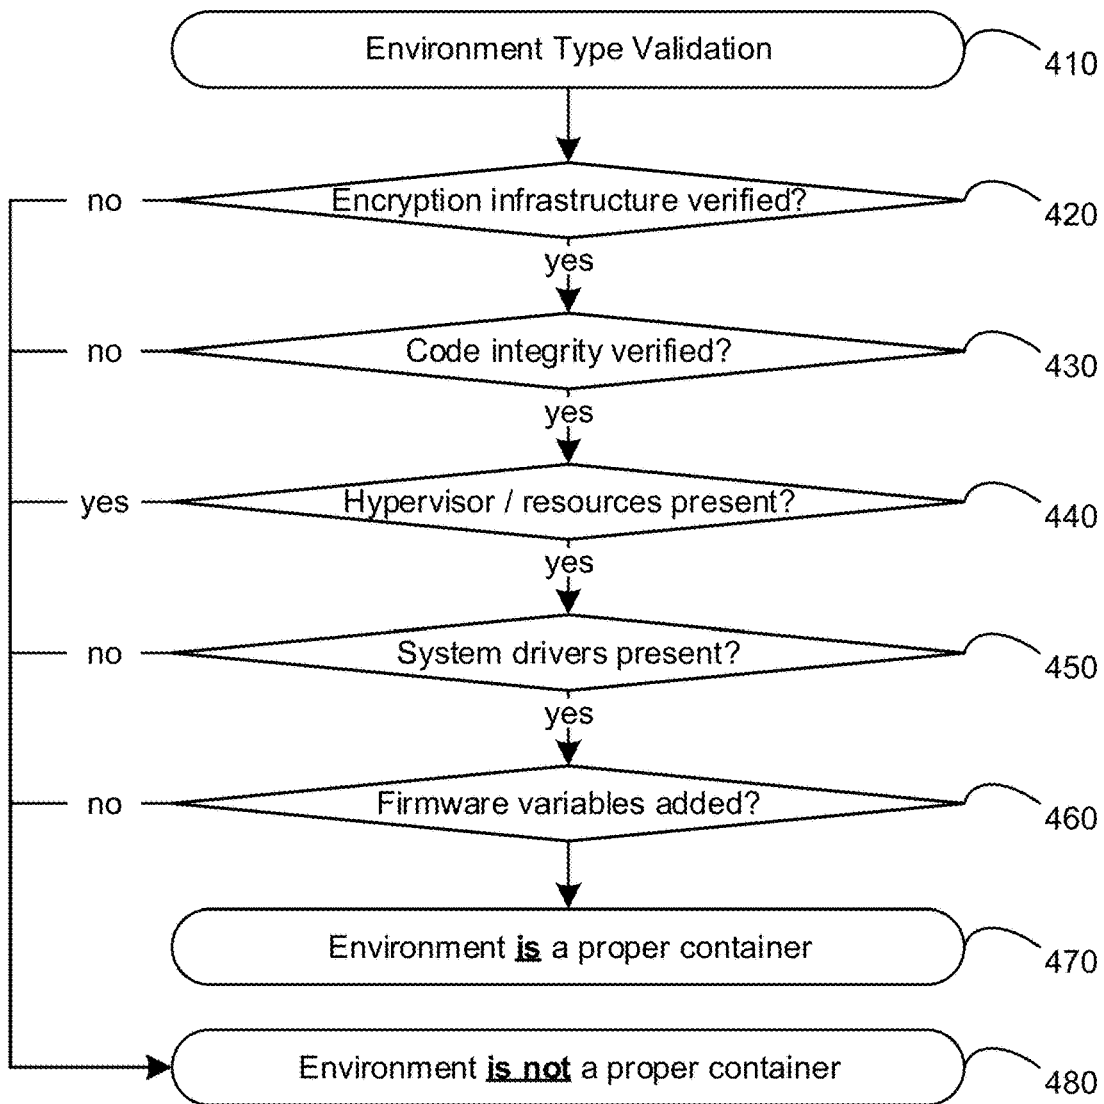 Environment Type Validation
410
no
Encryption infrastructure verified?
420
yes
no
Code integrity verified?
430
yes
yes
Hypervisor / resources present?
440
yes
no
System drivers present?
450
yes
no
Firmware variables added?
460
Environment is a proper container
470
Environment is not a proper container
480